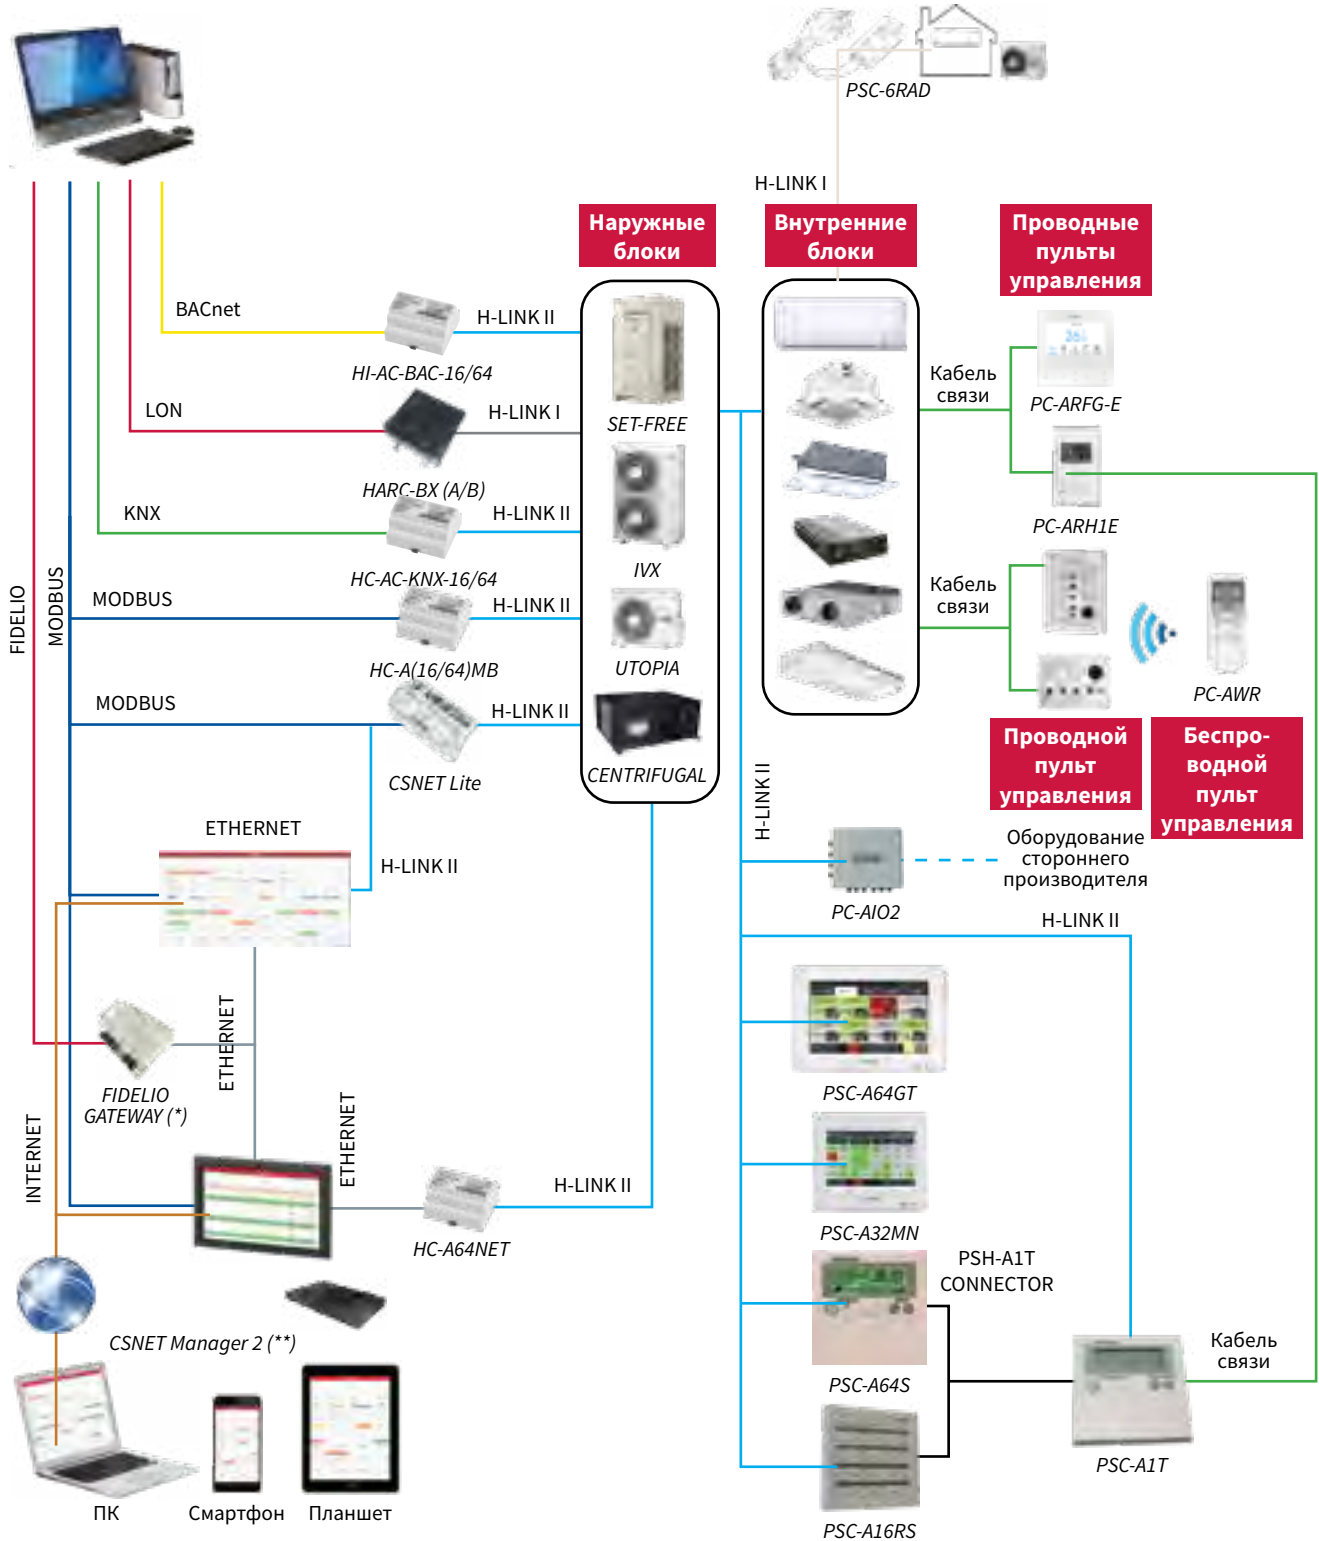 PSC-6RAD
H-LINK I
Наружные
блоки
Внутренние
блоки
Проводные
пульты
управления
BACnet
H-LINK II
HI-AC-BAC-16/64
LON
H-LINK I
HARC-BX (A/B)
KNX
H-LINK II
HC-AC-KNX-16/64
MODBUS
H-LINK II
HC-A(16/64)MB
MODBUS
H-LINK II
CSNET Lite
FIDELIO
MODBUS
SET-FREE
IVX
UTOPIA
CENTRIFUGAL
Кабель
связи
PC-ARFG-E
PC-ARH1E
Кабель
связи
PC-AWR
Проводной
пульт
управления
Беспро-
водной
пульт
управления
ETHERNET
H-LINK II
H-LINK II
PC-AIO2
Оборудование
стороннего
производителя
H-LINK II
PSC-A64GT
PSC-A32MN
PSC-A64S
PSC-A16RS
PSH-A1T
CONNECTOR
Кабель
связи
PSC-A1T
FIDELIO
GATEWAY (*)
ETHERNET
ETHERNET
INTERNET
H-LINK II
HC-A64NET
CSNET Manager 2 (**)
ПК
Смартфон
Планшет